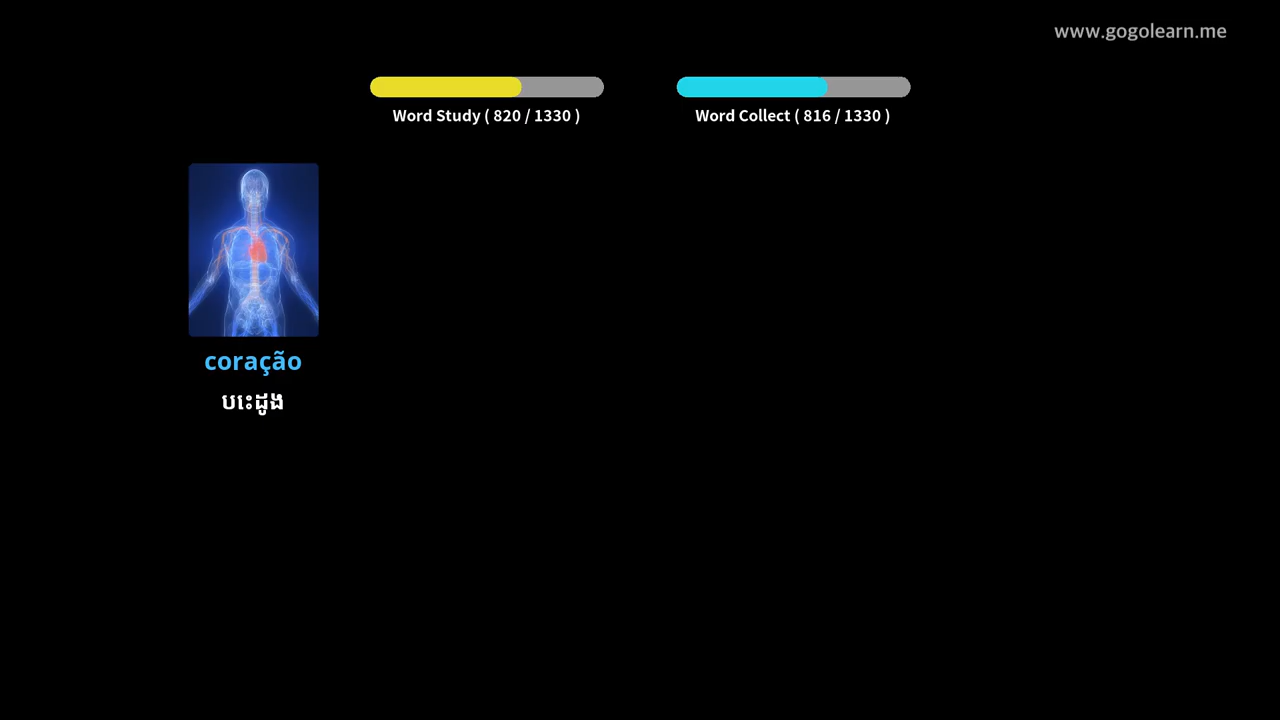 www.gogolearn.me
Word Study ( 820 / 1330 )
Word Collect ( 816 / 1330 )
coração
បេះដូង